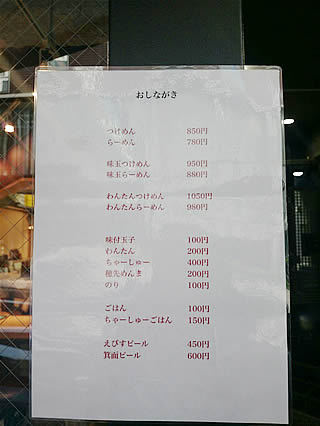 おしながき
つけめん 850円
らーめん 780円
味玉つけめん 950円
味玉らーめん 880円
わんたんつけめん 1050円
わんたんらーめん 980円
味付玉子 100円
わんたん 200円
ちゃーしゅー 400円
穂先めんま 200円
のり 100円
ごはん 100円
ちゃーしゅーごはん 150円
えびすビール 450円
箕面ビール 600円